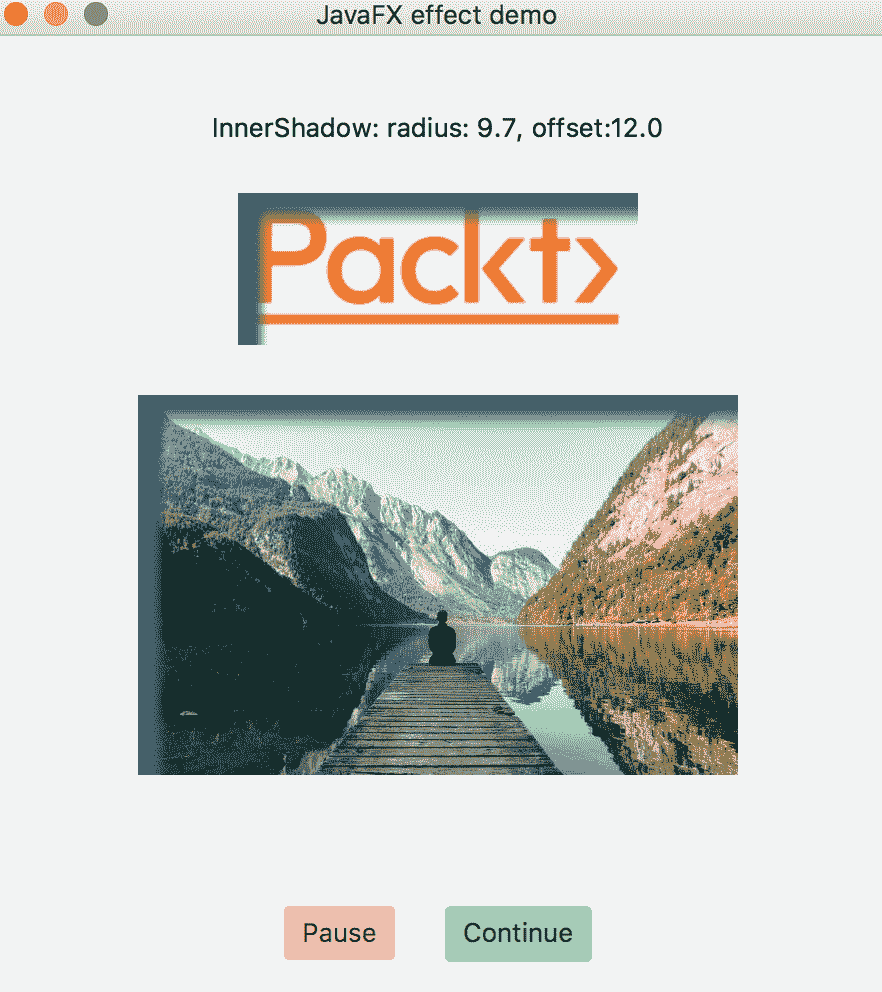 JavaFX effect demo
InnerShadow: radius: 9.7, offset:12.0
Packt>
Pause
Continue